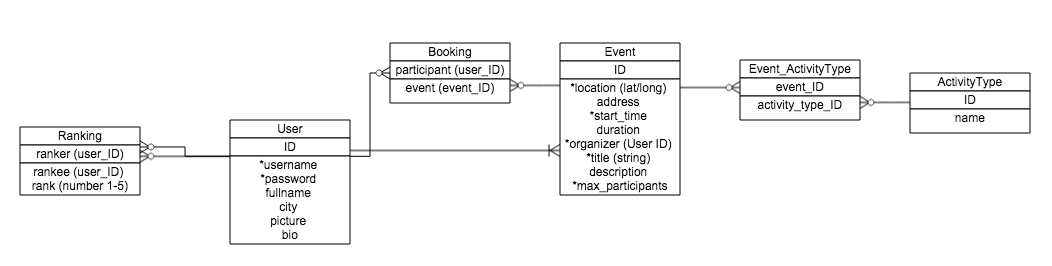 Ranking
ranker (user_ID)
rankee (user_ID)
rank (number 1-5)
User
ID
*username
*password
fullname
city
picture
bio
Booking
participant (user_ID)
event (event_ID)
Event
ID
*location (lat/long)
address
*start_time
duration
*organizer (User ID)
*title (string)
description
*max_participants
Event_ActivityType
event_ID
activity_type_ID
ActivityType
ID
name